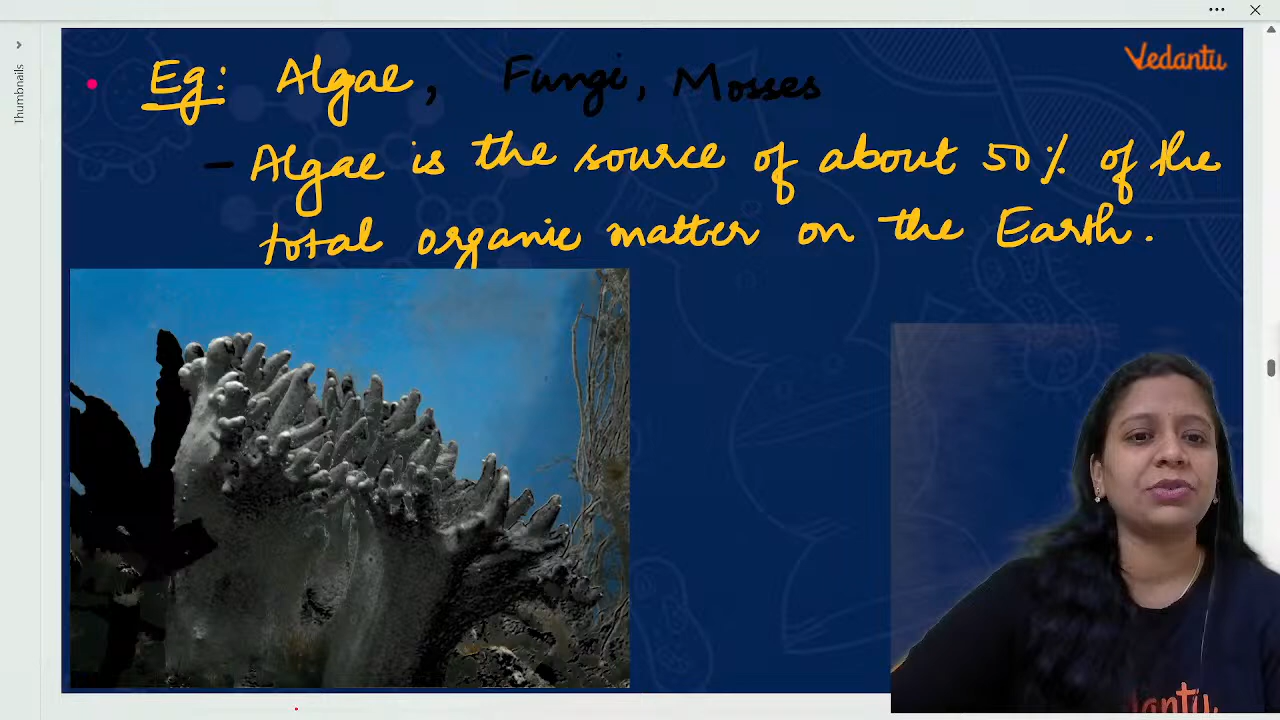 Thumbnails
Vedantu
Eg: Algae, Fungi, Mosses
- Algae is the source of about 50% of the
total organic matter on the Earth.